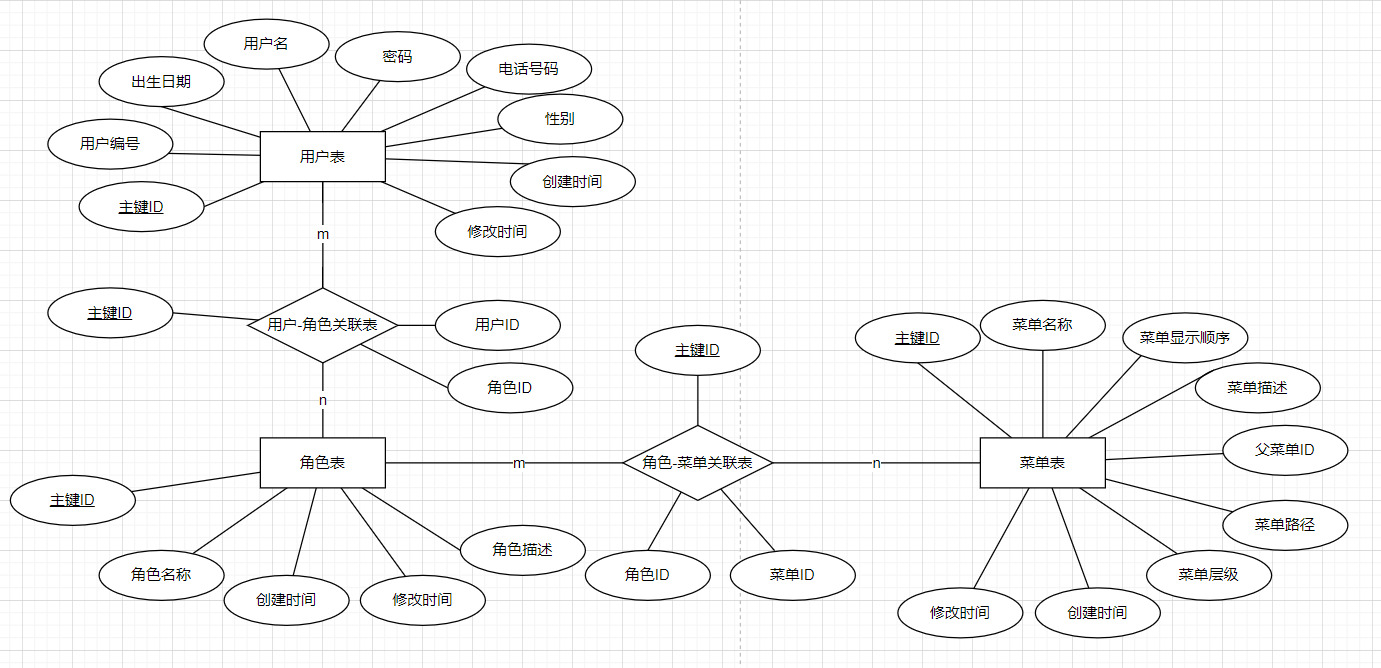 用户名
密码
电话号码
出生日期
性别
用户编号
用户表
创建时间
主键ID
修改时间
m
主键ID
用户-角色关联表
用户ID
角色ID
n
主键ID
主键ID
菜单名称
菜单显示顺序
菜单描述
角色表
m
角色-菜单关联表
n
菜单表
父菜单ID
主键ID
角色名称
创建时间
修改时间
角色描述
角色ID
菜单ID
菜单路径
菜单层级
修改时间
创建时间